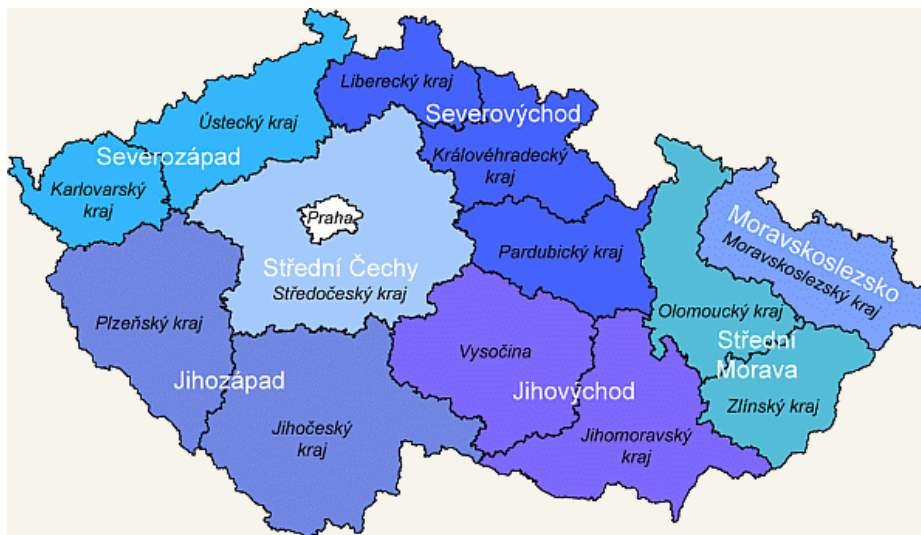 Liberecký kraj
Severovýchod
Ústecký kraj
Severozápad
Královéhradecký
kraj
Karlovarský
kraj
Praha
Moravskoslezsko
Moravskoslezský kraj
Pardubický kraj
Střední Čechy
Středočeský kraj
Olomoucký kraj
Plzeňský kraj
Vysočina
Střední
Morava
Jihozápad
Jihovýchod
Zlínský kraj
Jihočeský
kraj
Jihomoravský
kraj